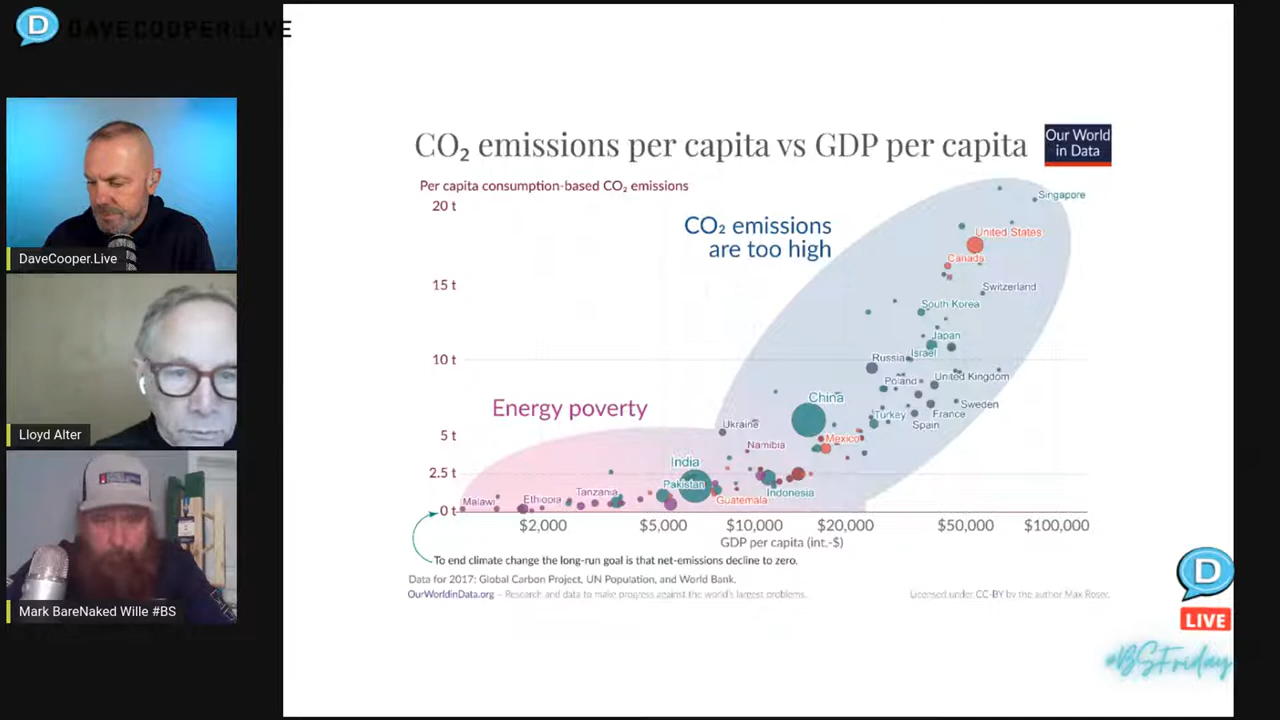 DAVECOOPER.LIVE
DaveCooper.Live
Lloyd Alter
Mark BareNaked Wille #BS
CO₂ emissions per capita vs GDP per capita
Our World
in Data
Per capita consumption-based CO₂ emissions
20 t
15 t
10 t
5 t
2.5 t
0 t
CO₂ emissions
are too high
Energy poverty
Singapore
United States
Canada
Switzerland
South Korea
Japan
Israel
Russia
Poland
United Kingdom
China
Sweden
France
Turkey
Spain
Ukraine
Mexico
Namibia
India
Pakistan
Indonesia
Guatemala
Tanzania
Ethiopia
Malawi
$2,000
$5,000
$10,000
$20,000
$50,000
$100,000
GDP per capita (int.-$)
To end climate change the long-run goal is that net-emissions decline to zero.
Data for 2017: Global Carbon Project, UN Population, and World Bank.
OurWorldinData.org – Research and data to make progress against the world's largest problems.
Licensed under CC-BY by the author Max Roser.
D
D
LIVE
#BSFriday